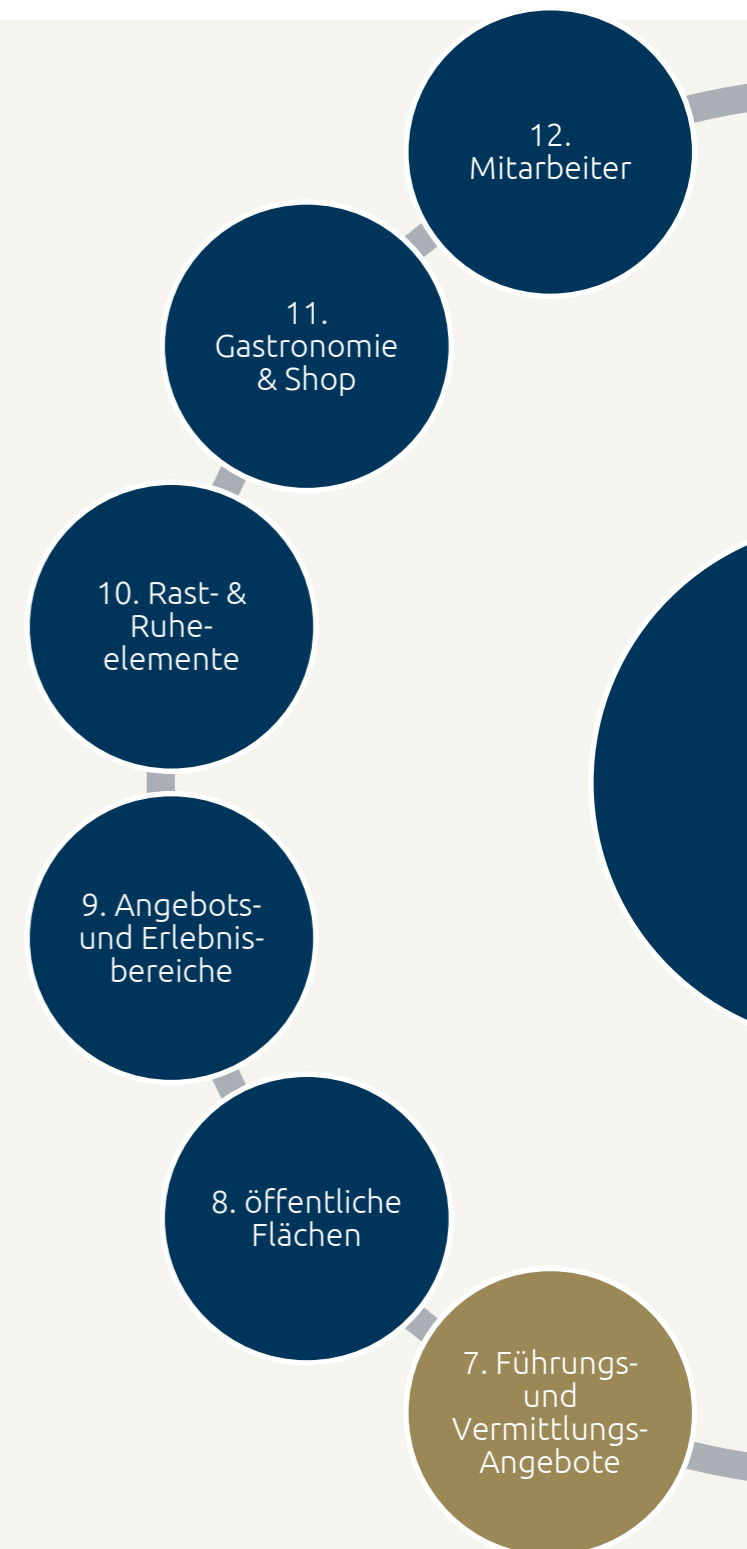 12.
Mitarbeiter
11.
Gastronomie
& Shop
10. Rast- &
Ruhe-
elemente
9. Angebots-
und Erlebnis-
bereiche
8. öffentliche
Flächen
7. Führungs-
und
Vermittlungs-
Angebote